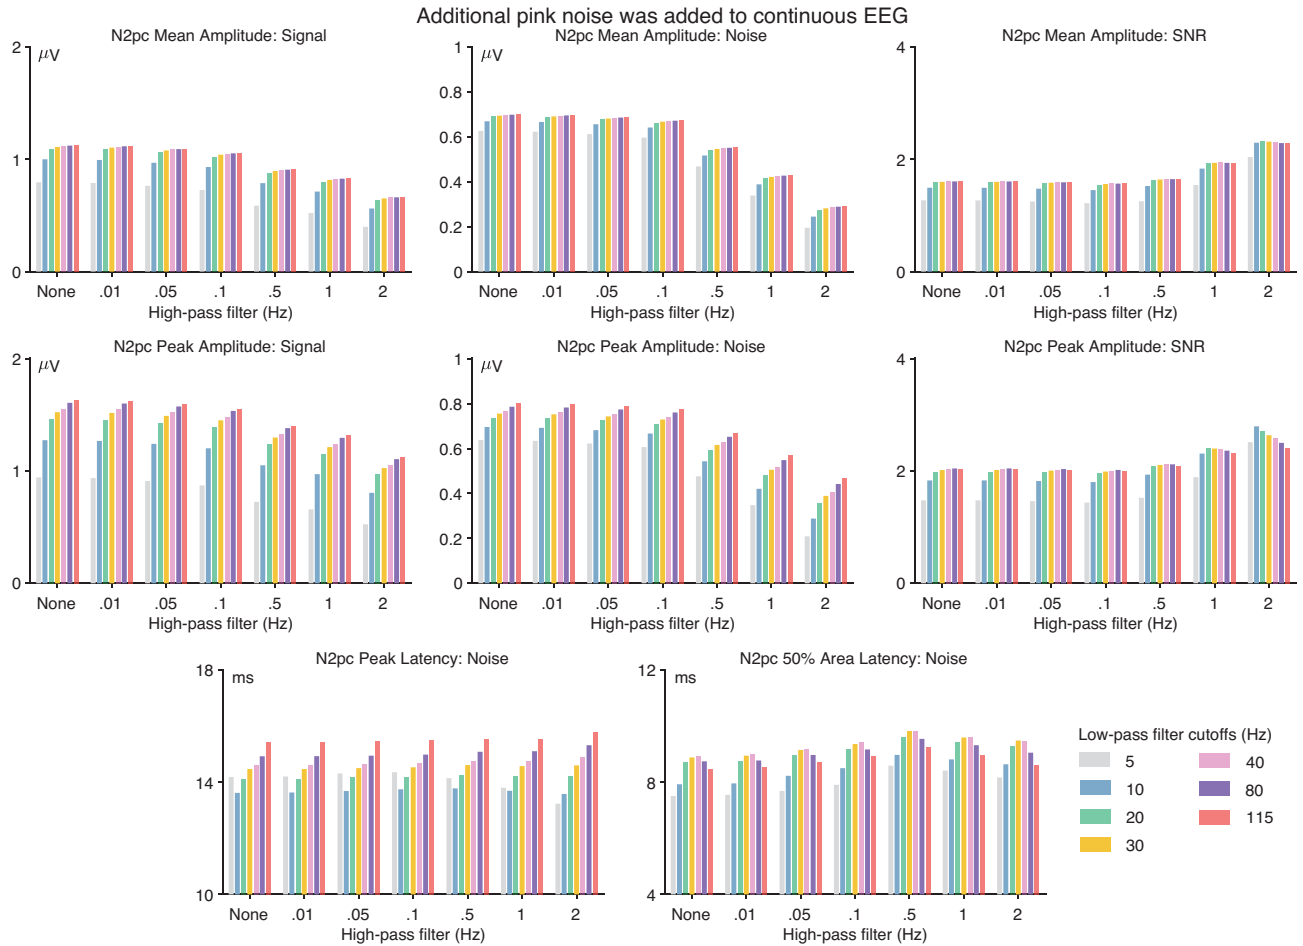 Additional pink noise was added to continuous EEG
N2pc Mean Amplitude: Signal
2
μV
1
0
None .01 .05 .1 .5 1 2
High-pass filter (Hz)
N2pc Mean Amplitude: Noise
1
μV
0.8
0.6
0.4
0.2
0
None .01 .05 .1 .5 1 2
High-pass filter (Hz)
N2pc Mean Amplitude: SNR
4
2
0
None .01 .05 .1 .5 1 2
High-pass filter (Hz)
N2pc Peak Amplitude: Signal
2
μV
1
0
None .01 .05 .1 .5 1 2
High-pass filter (Hz)
N2pc Peak Amplitude: Noise
1
μV
0.8
0.6
0.4
0.2
0
None .01 .05 .1 .5 1 2
High-pass filter (Hz)
N2pc Peak Amplitude: SNR
4
2
0
None .01 .05 .1 .5 1 2
High-pass filter (Hz)
N2pc Peak Latency: Noise
18
ms
14
10
None .01 .05 .1 .5 1 2
High-pass filter (Hz)
N2pc 50% Area Latency: Noise
12
ms
8
4
None .01 .05 .1 .5 1 2
High-pass filter (Hz)
Low-pass filter cutoffs (Hz)
5 40
10 80
20 115
30